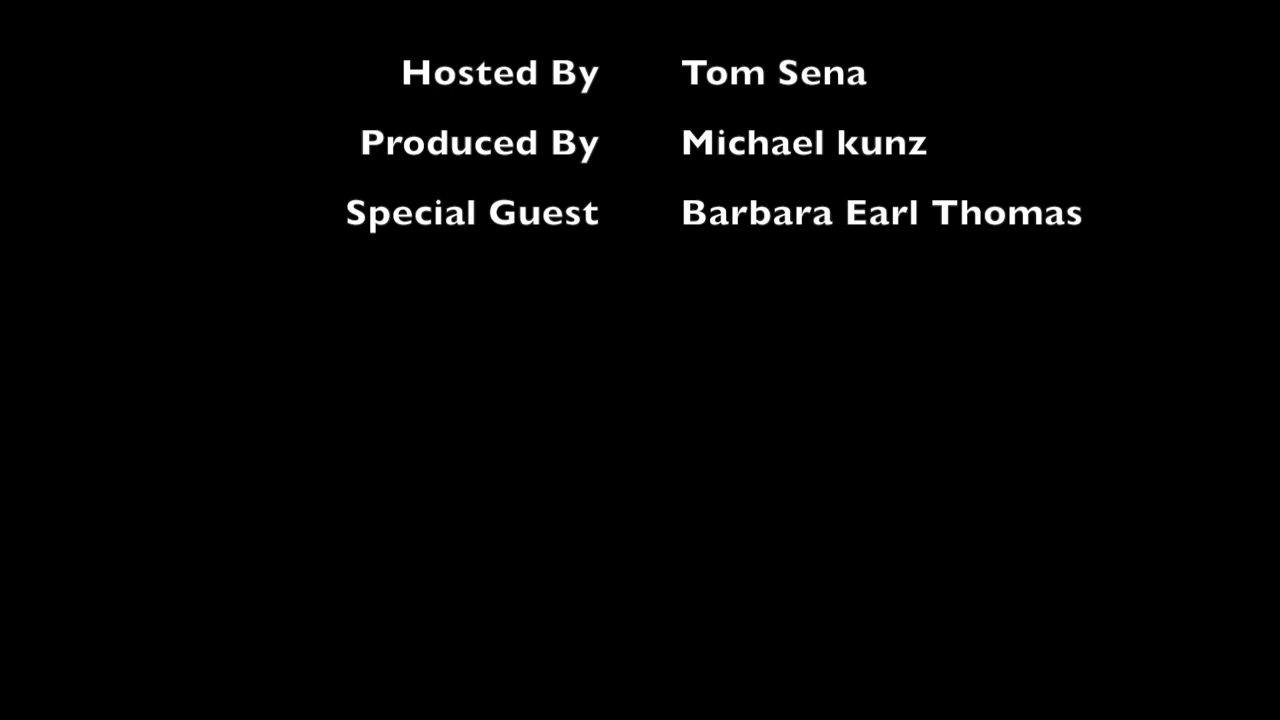 Hosted By Tom Sena
Produced By Michael kunz
Special Guest Barbara Earl Thomas